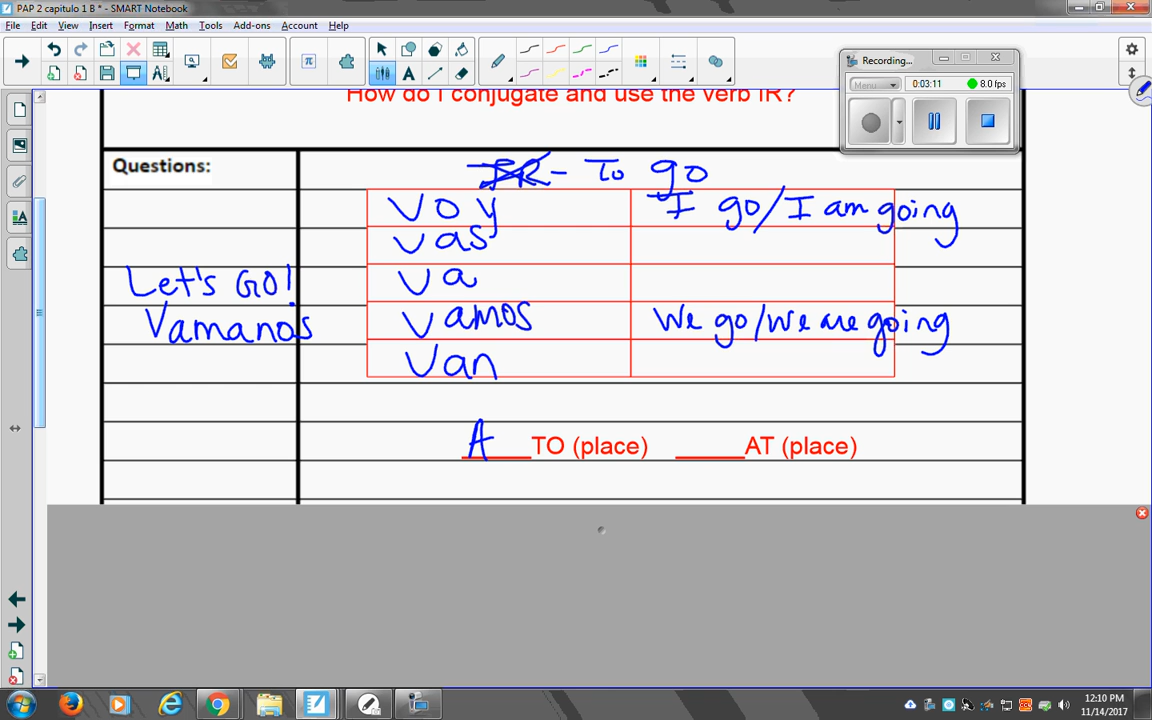 PAP 2 capitulo 1 B * - SMART Notebook
File Edit View Insert Format Math Tools Add-ons Account Help
Recording...
Menu 0:03:11 8.0 fps
How do I conjugate and use the verb IR?
Questions:
IR - To go
Voy I go/I am going
Vas
Let's GO!
Va
Vamanos
Vamos We go/We are going
Van
A TO (place) _____AT (place)
12:10 PM
11/14/2017